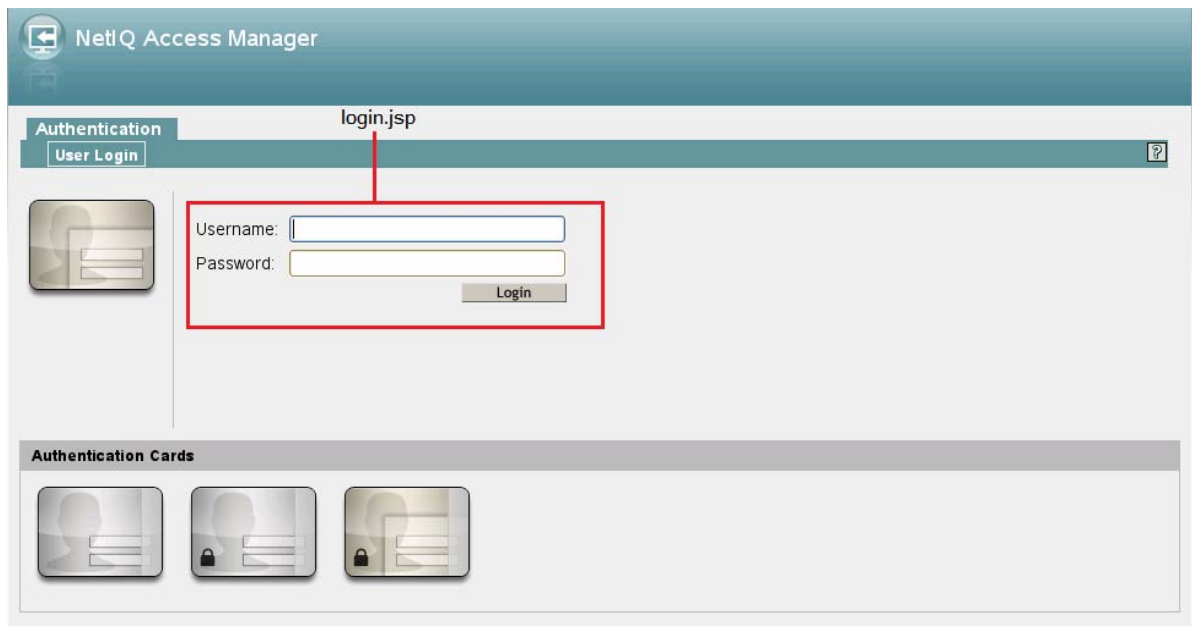 NetIQ Access Manager
login.jsp
Authentication
User Login
?
Username:
Password:
Login
Authentication Cards